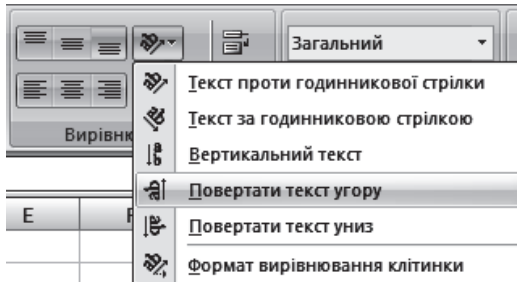 Загальний
Текст проти годинникової стрілки
Текст за годинниковою стрілкою
Вирівню
Вертикальний текст
Повертати текст угору
E
Повертати текст униз
Формат вирівнювання клітинки